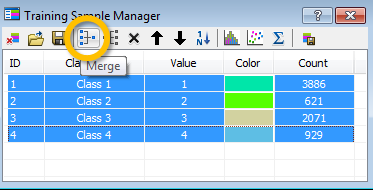 Training Sample Manager
Merge
ID Cla Value Color Count
1 Class 1 1 3886
2 Class 2 2 621
3 Class 3 3 2071
4 Class 4 4 929